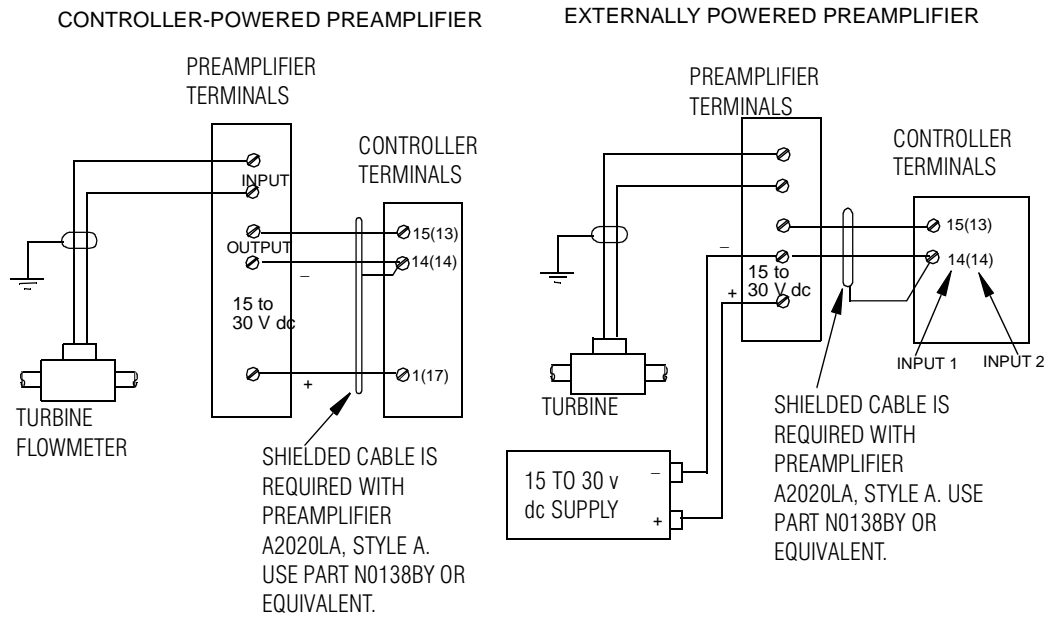 CONTROLLER-POWERED PREAMPLIFIER
PREAMPLIFIER
TERMINALS
CONTROLLER
TERMINALS
INPUT
OUTPUT
15(13)
14(14)
–
15 to
30 V dc
+
1(17)
TURBINE
FLOWMETER
SHIELDED CABLE IS
REQUIRED WITH
PREAMPLIFIER
A2020LA, STYLE A.
USE PART N0138BY OR
EQUIVALENT.
EXTERNALLY POWERED PREAMPLIFIER
PREAMPLIFIER
TERMINALS
CONTROLLER
TERMINALS
15(13)
14(14)
–
15 to
30 V dc
+
INPUT 1
INPUT 2
TURBINE
SHIELDED CABLE IS
REQUIRED WITH
PREAMPLIFIER
A2020LA, STYLE A. USE
PART N0138BY OR
EQUIVALENT.
15 TO 30 v
dc SUPPLY
–
+